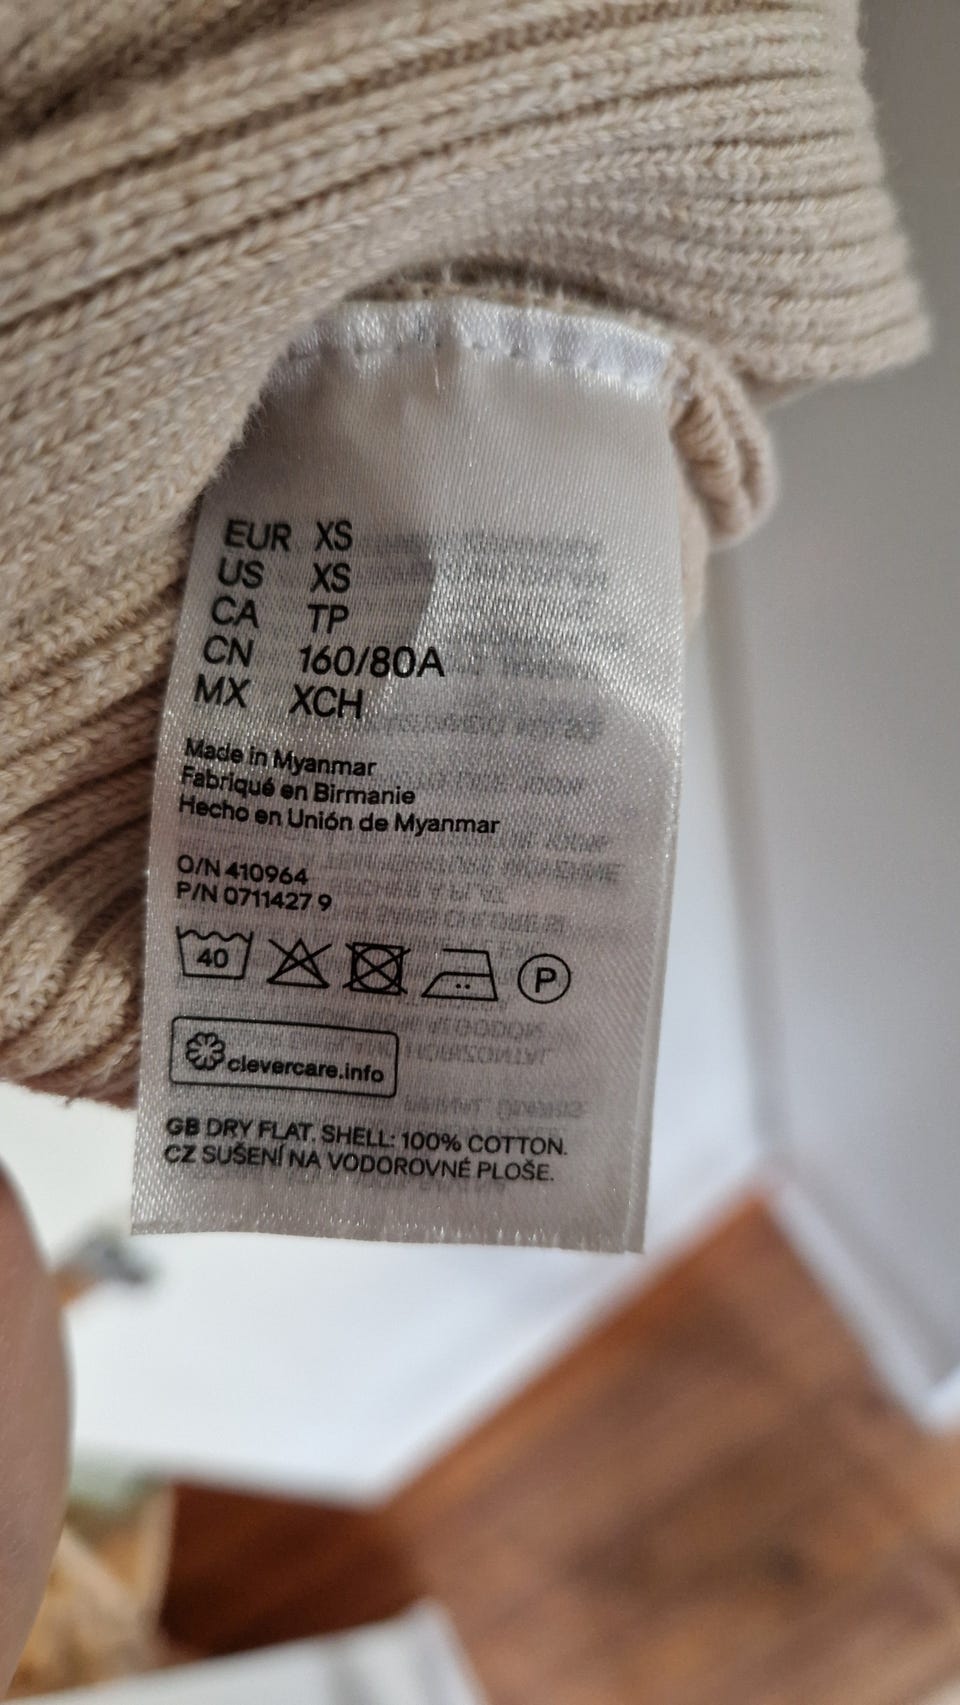 EUR XS
US XS
CA TP
CN 160/80A
MX XCH
Made in Myanmar
Fabriqué en Birmanie
Hecho en Unión de Myanmar
O/N 410964
P/N 0711427 9
40
P
clevercare.info
GB DRY FLAT. SHELL: 100% COTTON.
CZ SUŠENÍ NA VODOROVNÉ PLOŠE.